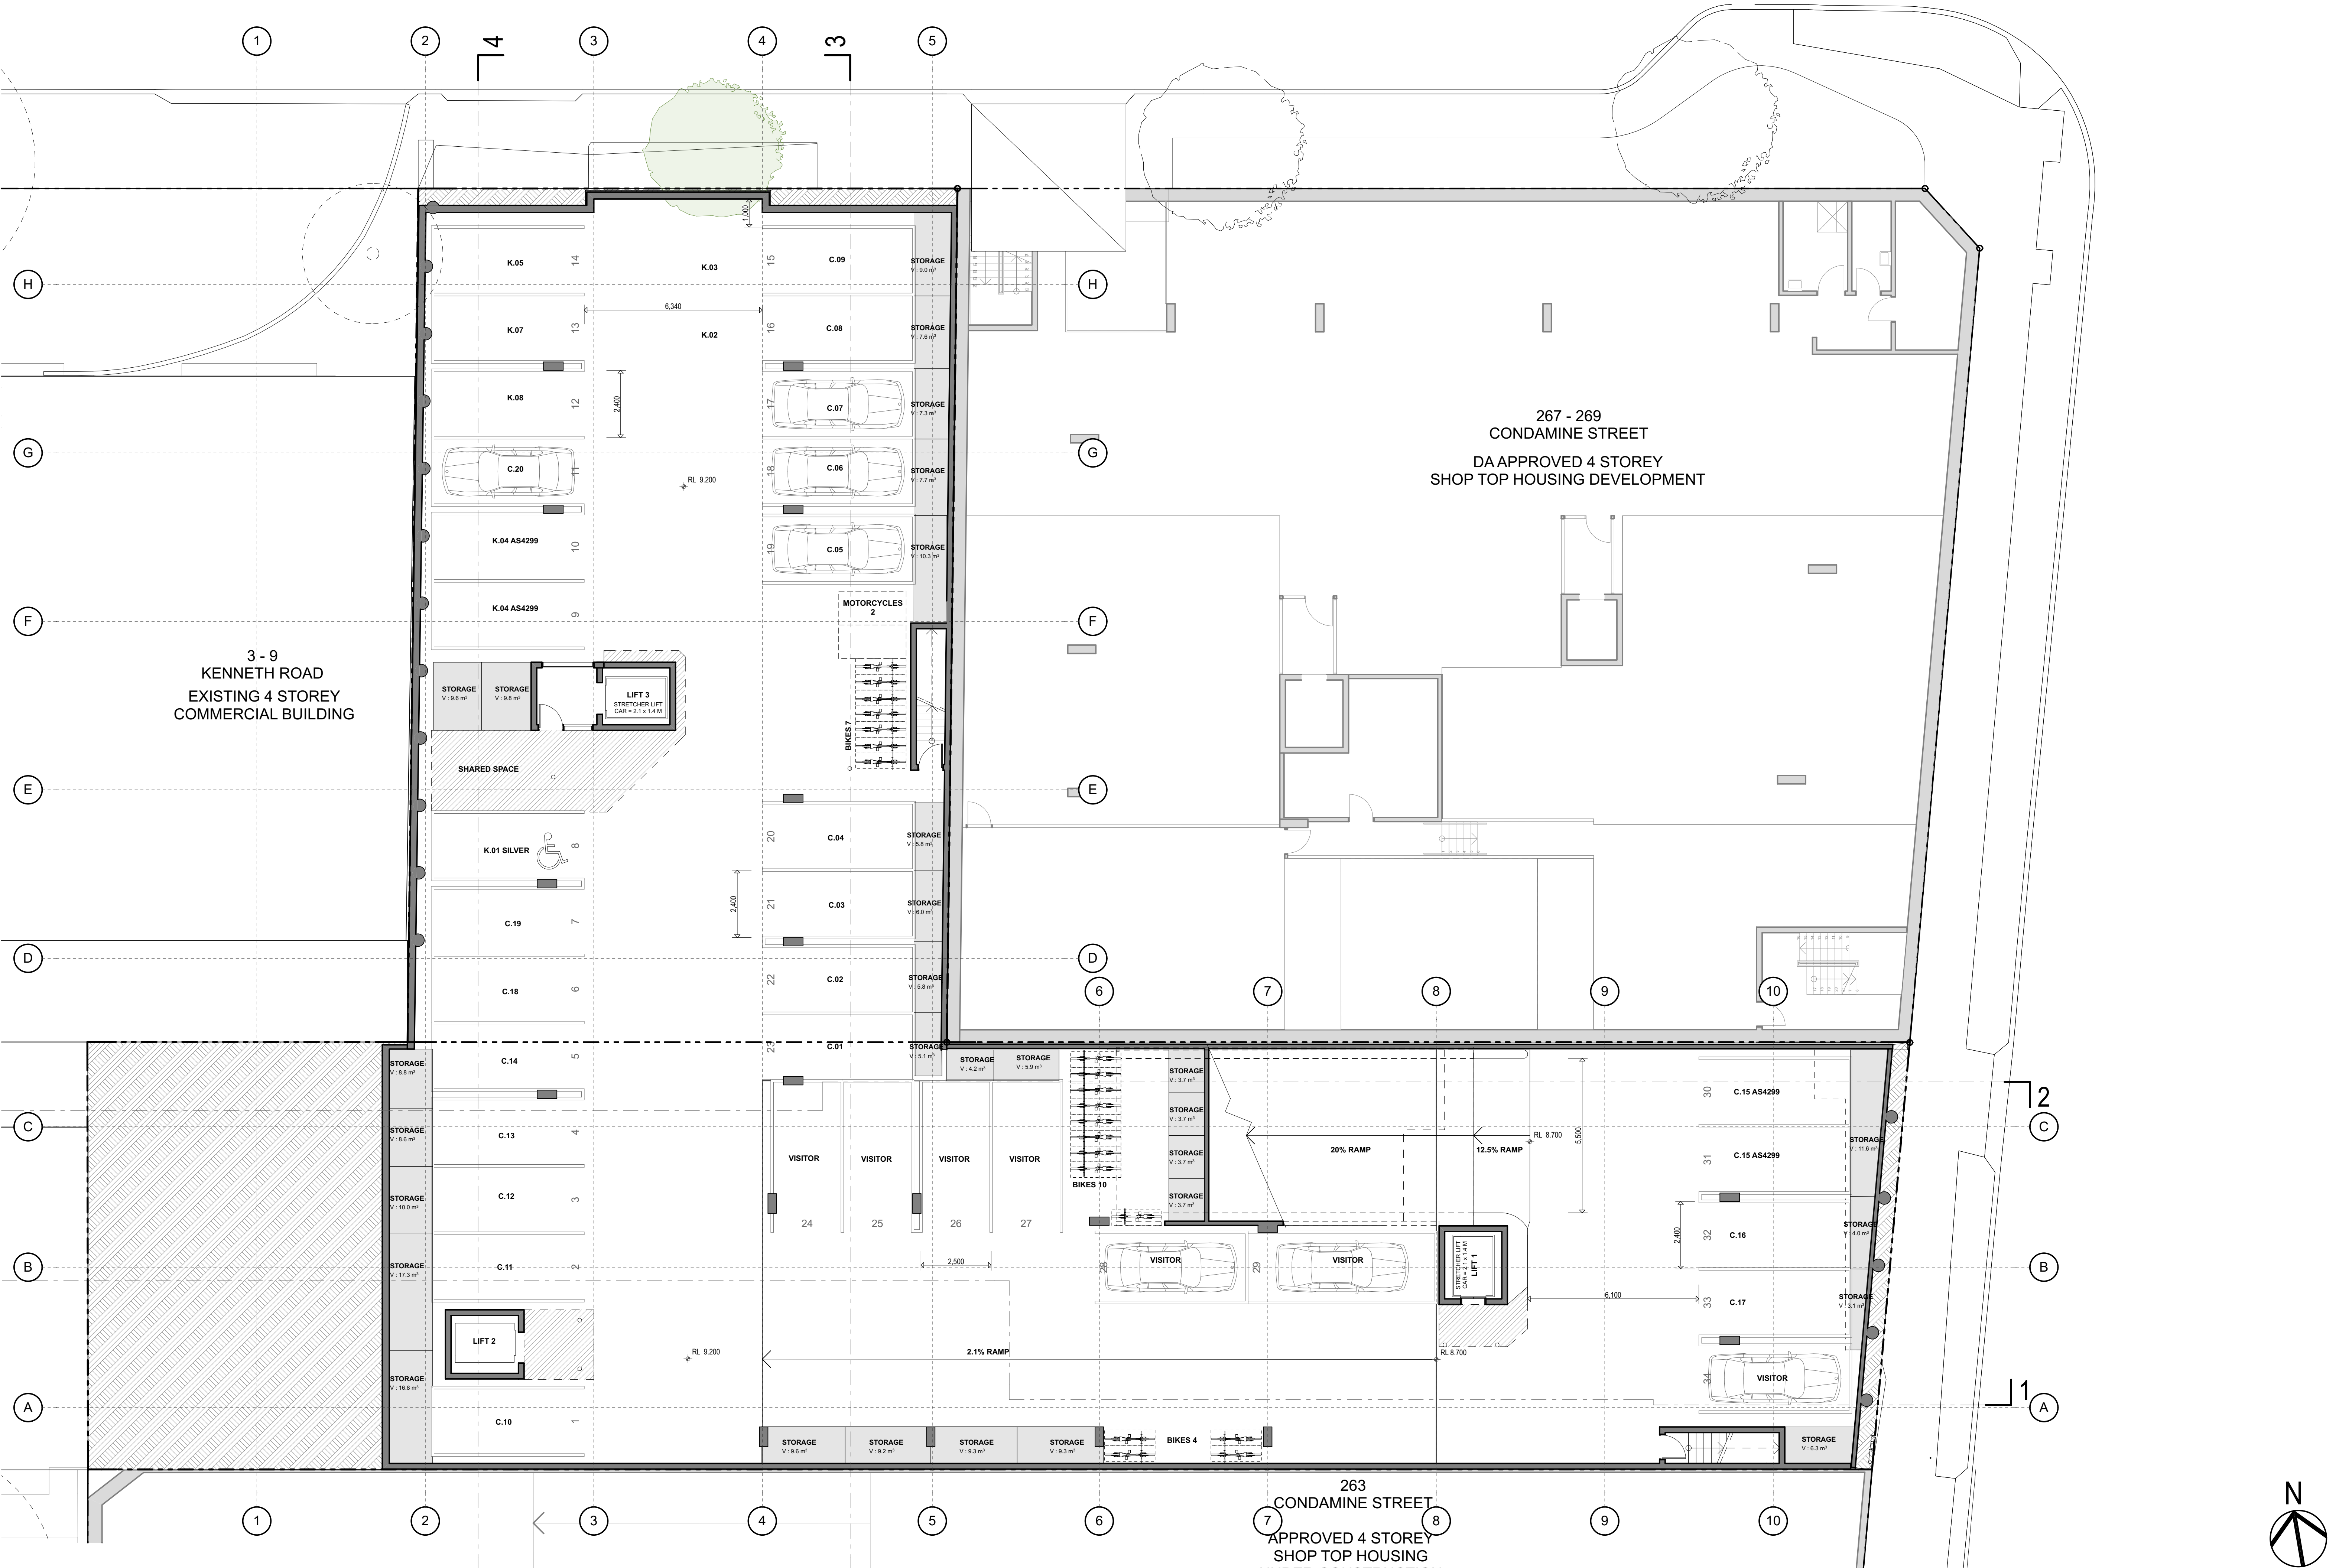 1
2
4
3
4
3
5
K.05
14
K.03
1,000
15
C.09
STORAGE
V : 9.0 m³
H
H
6,340
K.07
13
K.02
16
C.08
STORAGE
V : 7.6 m³
K.08
12
2,400
17
C.07
STORAGE
V : 7.3 m³
267 - 269
CONDAMINE STREET
DA APPROVED 4 STOREY
SHOP TOP HOUSING DEVELOPMENT
G
G
C.20
11
RL 9.200
18
C.06
STORAGE
V : 7.7 m³
K.04 AS4299
10
19
C.05
STORAGE
V : 10.3 m³
K.04 AS4299
9
MOTORCYCLES
2
F
F
3 - 9
KENNETH ROAD
EXISTING 4 STOREY
COMMERCIAL BUILDING
STORAGE
V : 9.6 m³
STORAGE
V : 9.8 m³
LIFT 3
STRETCHER LIFT
CAR = 2.1 x 1.4 M
BIKES 7
SHARED SPACE
E
E
K.01 SILVER
8
20
C.04
STORAGE
V : 5.8 m³
C.19
7
2,400
21
C.03
STORAGE
V : 6.0 m³
D
D
C.18
6
22
C.02
STORAGE
V : 5.8 m³
6
7
8
9
10
C.14
5
23
C.01
STORAGE
V : 5.1 m³
STORAGE
V : 8.8 m³
STORAGE
V : 4.2 m³
STORAGE
V : 5.9 m³
STORAGE
V : 3.7 m³
30
C.15 AS4299
2
C
C
STORAGE
V : 8.6 m³
C.13
4
VISITOR
VISITOR
VISITOR
VISITOR
STORAGE
V : 3.7 m³
STORAGE
V : 3.7 m³
STORAGE
V : 3.7 m³
BIKES 10
20% RAMP
12.5% RAMP
RL 8.700
5,500
31
C.15 AS4299
STORAGE
V : 11.6 m³
STORAGE
V : 10.0 m³
C.12
3
24
25
26
27
2,400
32
C.16
STORAGE
V : 4.0 m³
B
B
STORAGE
V : 17.3 m³
C.11
2
2,500
28
VISITOR
29
VISITOR
STRETCHER LIFT
CAR = 2.1 x 1.4 M
LIFT 1
6,100
33
C.17
STORAGE
V : 3.1 m³
LIFT 2
RL 9.200
2.1% RAMP
RL 8.700
STORAGE
V : 16.8 m³
34
VISITOR
1
A
A
C.10
1
STORAGE
V : 9.6 m³
STORAGE
V : 9.2 m³
STORAGE
V : 9.3 m³
STORAGE
V : 9.3 m³
BIKES 4
STORAGE
V : 6.3 m³
263
CONDAMINE STREET
1
2
3
4
5
6
7
8
9
10
APPROVED 4 STOREY
SHOP TOP HOUSING
UNDER CONSTRUCTION
N